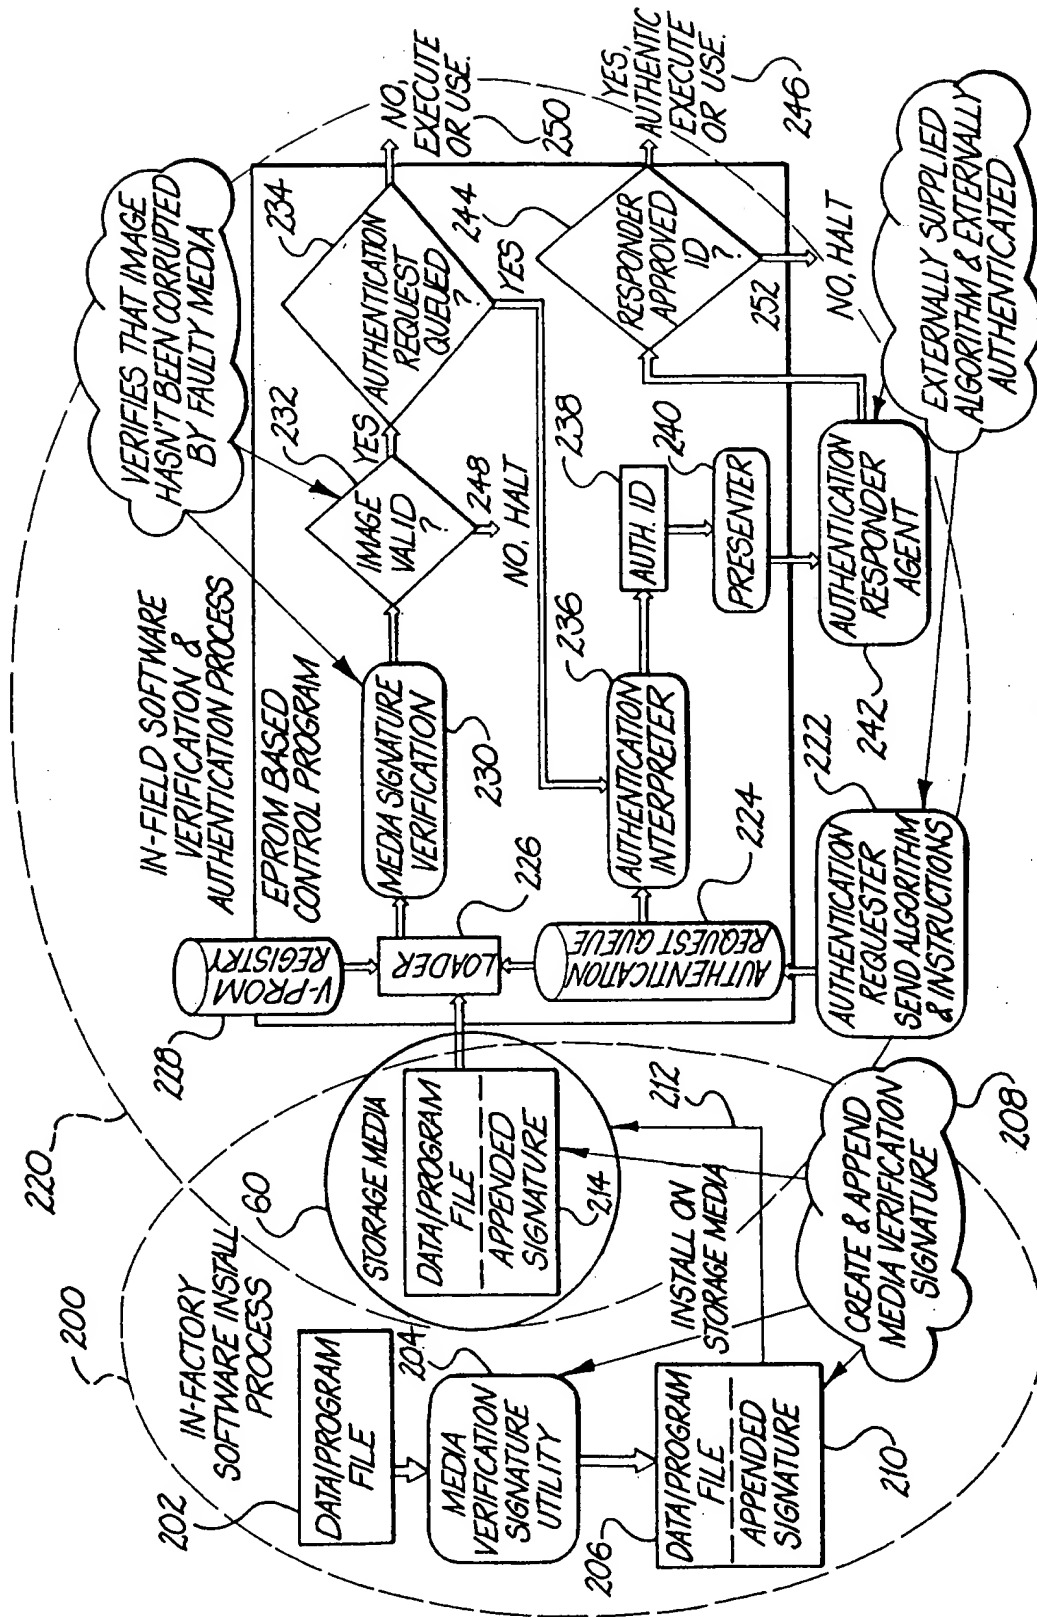 220
200
IN-FACTORY
SOFTWARE INSTALL
PROCESS
202
DATA/PROGRAM
FILE
204
MEDIA
VERIFICATION
SIGNATURE
UTILITY
206
DATA/PROGRAM
FILE
APPENDED
SIGNATURE
210
60
STORAGE MEDIA
DATA/PROGRAM
FILE
APPENDED
SIGNATURE
214
INSTALL ON
STORAGE MEDIA
212
CREATE & APPEND
MEDIA VERIFICATION
SIGNATURE
208
IN-FIELD SOFTWARE
VERIFICATION &
AUTHENTICATION PROCESS
228
V-PROM
REGISTRY
EPROM BASED
CONTROL PROGRAM
LOADER
226
MEDIA SIGNATURE
VERIFICATION
230
VERIFIES THAT IMAGE
HASN'T BEEN CORRUPTED
BY FAULTY MEDIA
232
IMAGE
VALID
?
YES
248
NO, HALT
234
AUTHENTICATION
REQUEST
QUEUED
?
YES
NO,
EXECUTE
OR USE.
250
AUTHENTICATION
REQUEST QUEUE
224
AUTHENTICATION
INTERPRETER
236
AUTH. ID
238
PRESENTER
240
244
RESPONDER
APPROVED
ID
?
YES,
AUTHENTIC
(EXECUTE
OR USE.
246
252
NO, HALT
AUTHENTICATION
REQUESTER
SEND ALGORITHM
& INSTRUCTIONS
222
AUTHENTICATION
RESPONDER
AGENT
242
EXTERNALLY SUPPLIED
ALGORITHM & EXTERNALLY
AUTHENTICATED